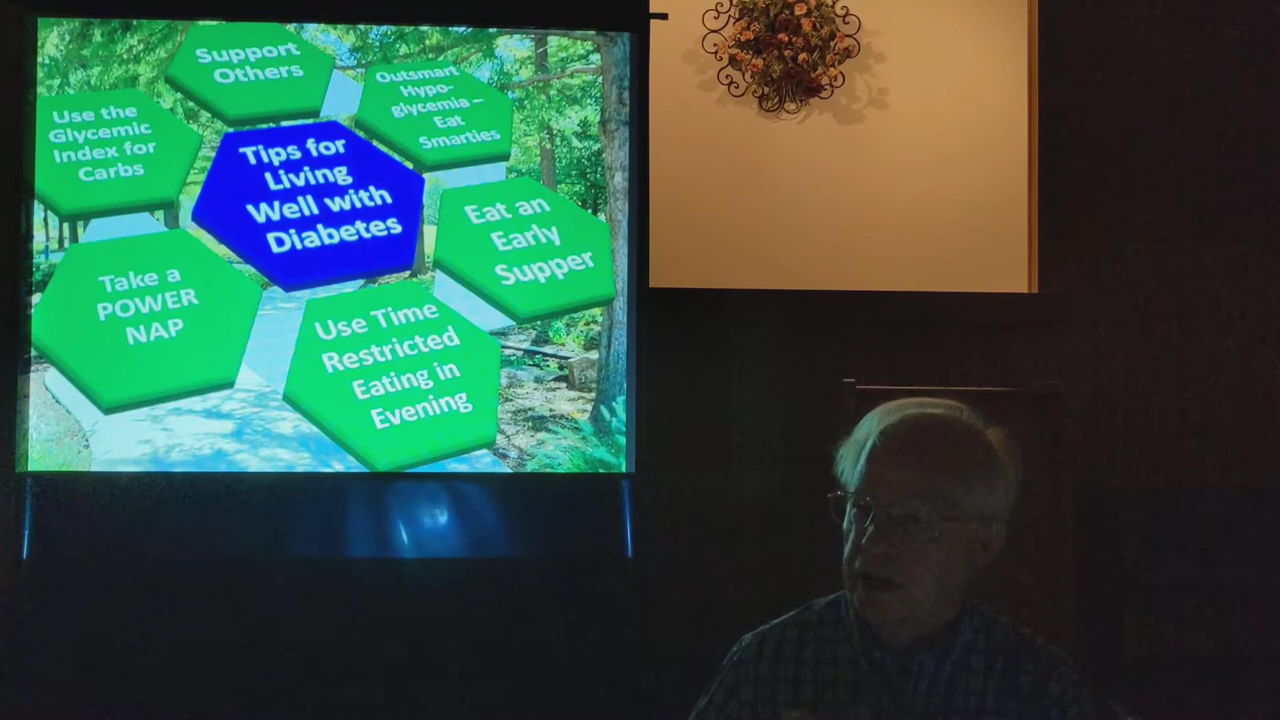 Support
Others
Outsmart
Hypo-
glycemia –
Eat
Smarties
Use the
Glycemic
Index for
Carbs
Tips for
Living
Well with
Diabetes
Eat an
Early
Supper
Take a
POWER
NAP
Use Time
Restricted
Eating in
Evening